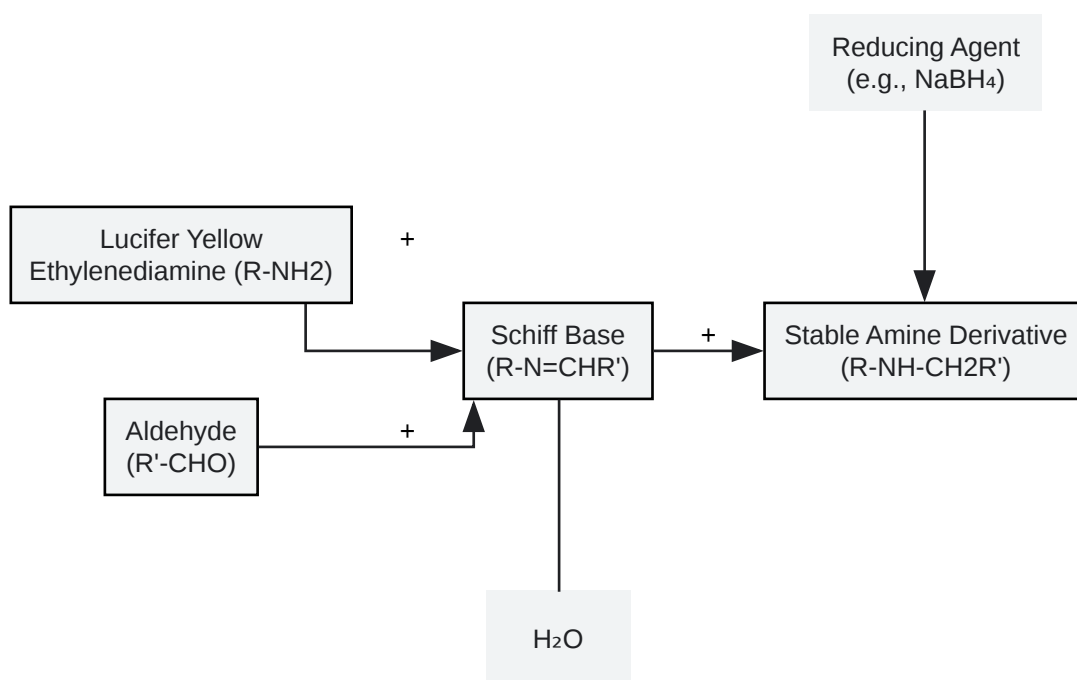 Reducing Agent
(e.g., NaBH₄)
Lucifer Yellow
Ethylenediamine (R-NH2)
+
Schiff Base
(R-N=CHR')
+
Stable Amine Derivative
(R-NH-CH2R')
Aldehyde
(R'-CHO)
+
H₂O